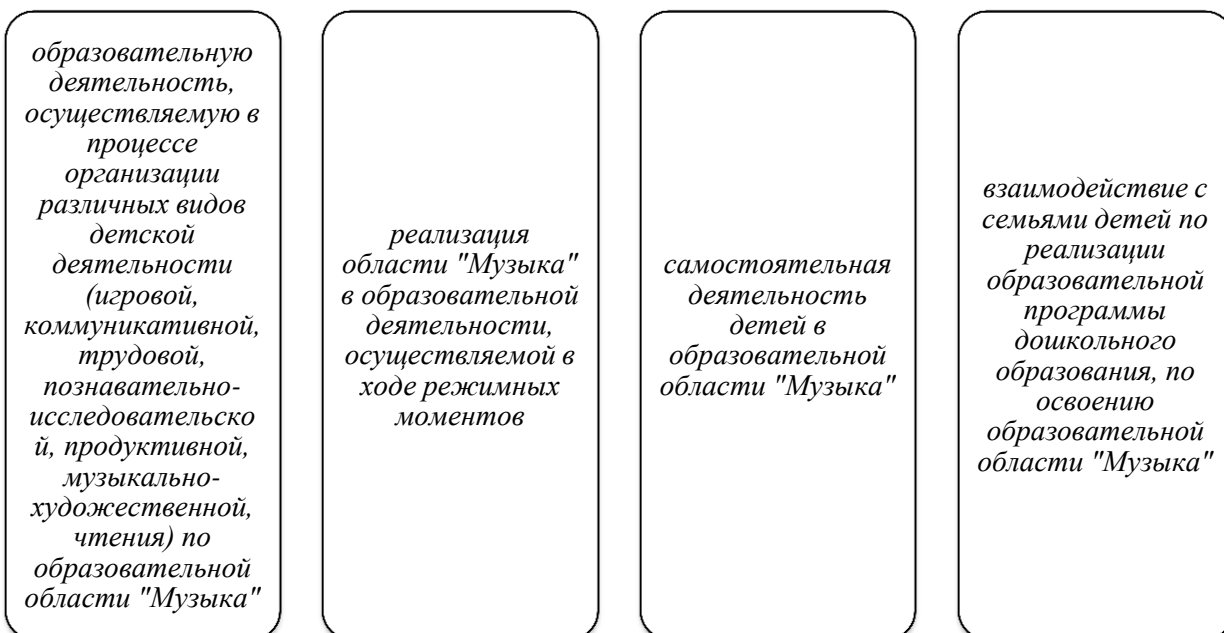 образовательную
деятельность,
осуществляемую в
процессе
организации
различных видов
детской
деятельности
(игровой,
коммуникативной,
трудовой,
познавательно-
исследовательско
й, продуктивной,
музыкально-
художественной,
чтения) по
образовательной
области "Музыка"
реализация
области "Музыка"
в образовательной
деятельности,
осуществляемой в
ходе режимных
моментов
самостоятельная
деятельность
детей в
образовательной
области "Музыка"
взаимодействие с
семьями детей по
реализации
образовательной
программы
дошкольного
образования, по
освоению
образовательной
области "Музыка"